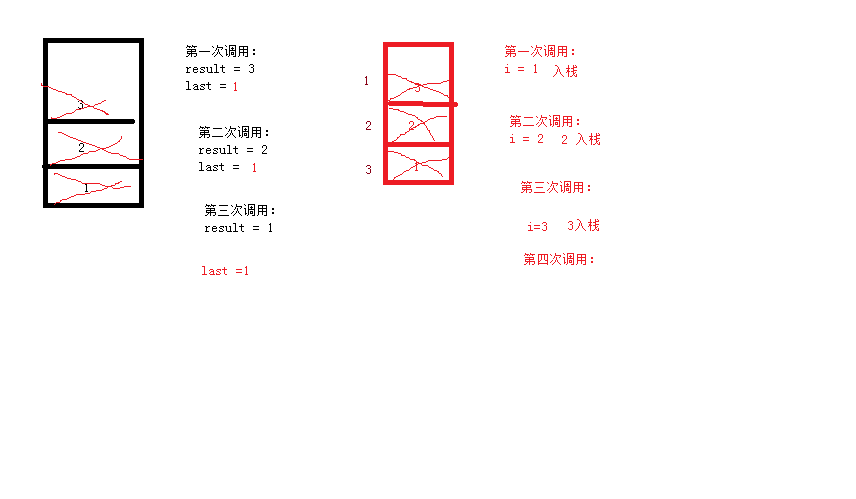 3
2
1
第一次调用:
result = 3
last = 1
第二次调用:
result = 2
last = 1
第三次调用:
result = 1
last =1
1
2
3
3
2
1
第一次调用:
i = 1 入栈
第二次调用:
i = 2 2 入栈
第三次调用:
i=3 3入栈
第四次调用: